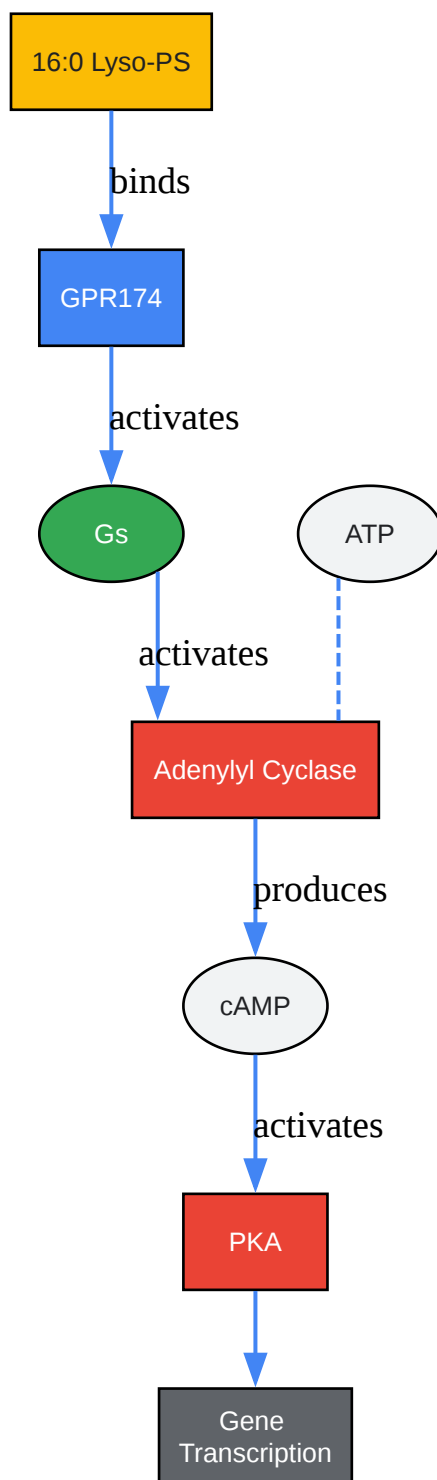 16:0 Lyso-PS
binds
GPR174
activates
Gs
ATP
activates
Adenylyl Cyclase
produces
cAMP
activates
PKA
Gene
Transcription